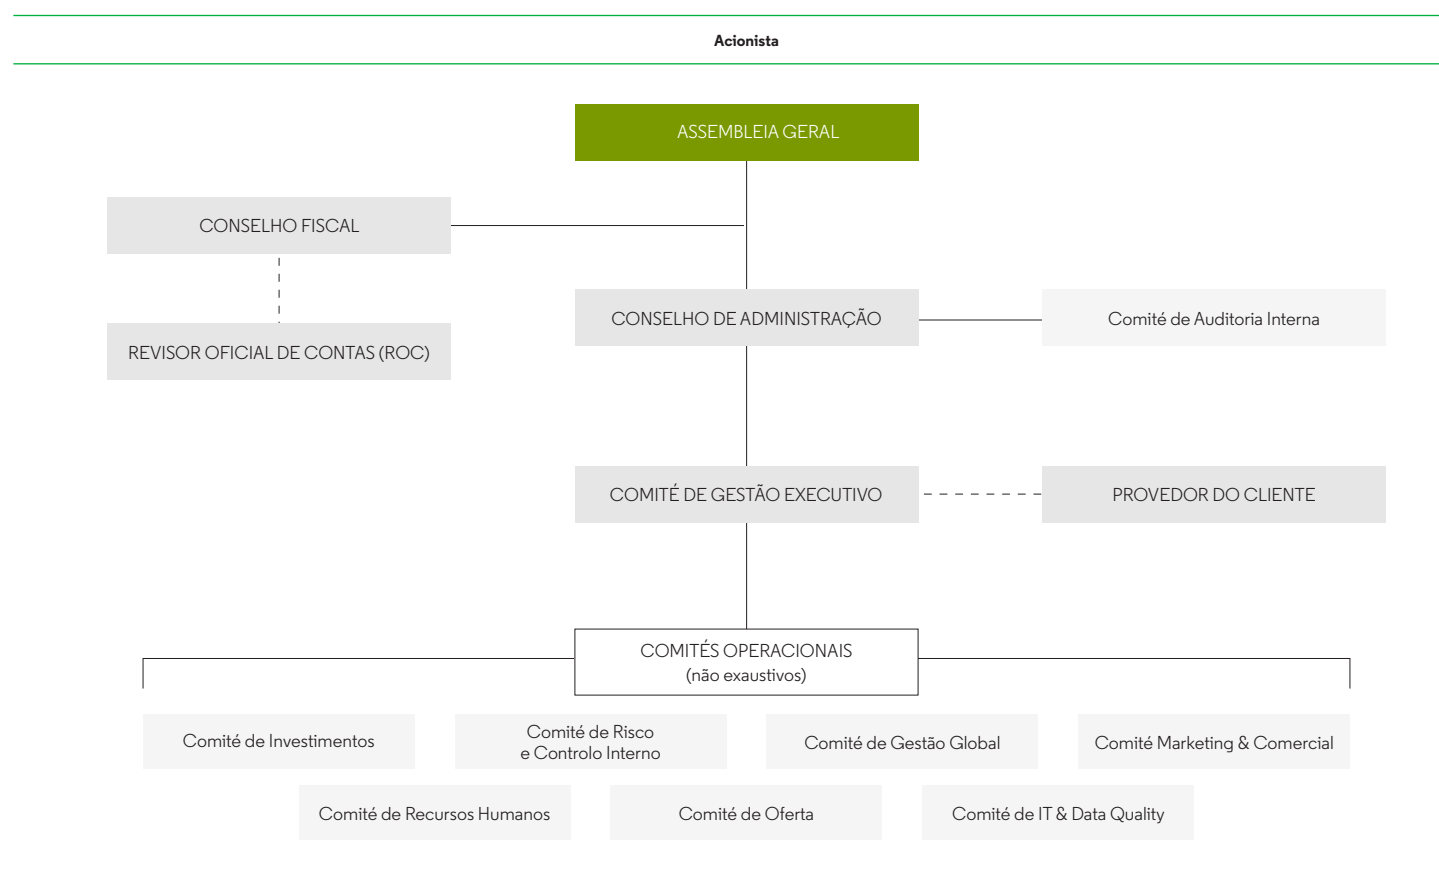 Acionista
ASSEMBLEIA GERAL
CONSELHO FISCAL
CONSELHO DE ADMINISTRAÇÃO
Comité de Auditoria Interna
REVISOR OFICIAL DE CONTAS (ROC)
COMITÉ DE GESTÃO EXECUTIVO
PROVEDOR DO CLIENTE
COMITÉS OPERACIONAIS
(não exaustivos)
Comité de Investimentos
Comité de Risco
e Controlo Interno
Comité de Gestão Global
Comité Marketing & Comercial
Comité de Recursos Humanos
Comité de Oferta
Comité de IT & Data Quality